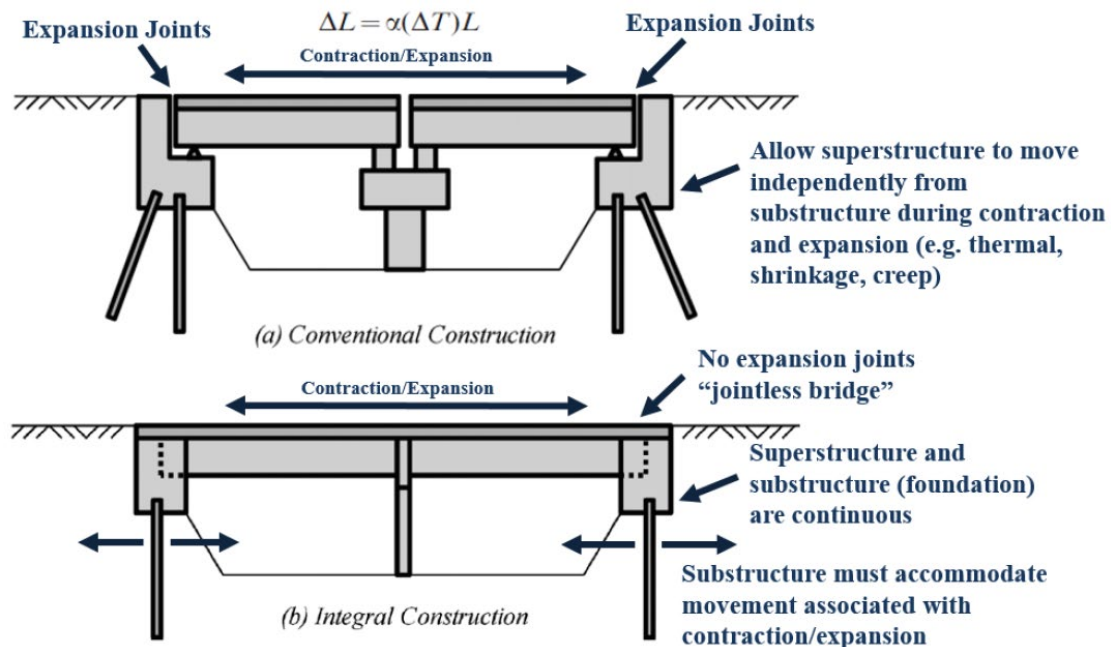 Expansion Joints
ΔL = α(ΔT)L
Contraction/Expansion
Expansion Joints
Allow superstructure to move
independently from
substructure during contraction
and expansion (e.g. thermal,
shrinkage, creep)
(a) Conventional Construction
Contraction/Expansion
No expansion joints
“jointless bridge”
Superstructure and
substructure (foundation)
are continuous
Substructure must accommodate
movement associated with
contraction/expansion
(b) Integral Construction